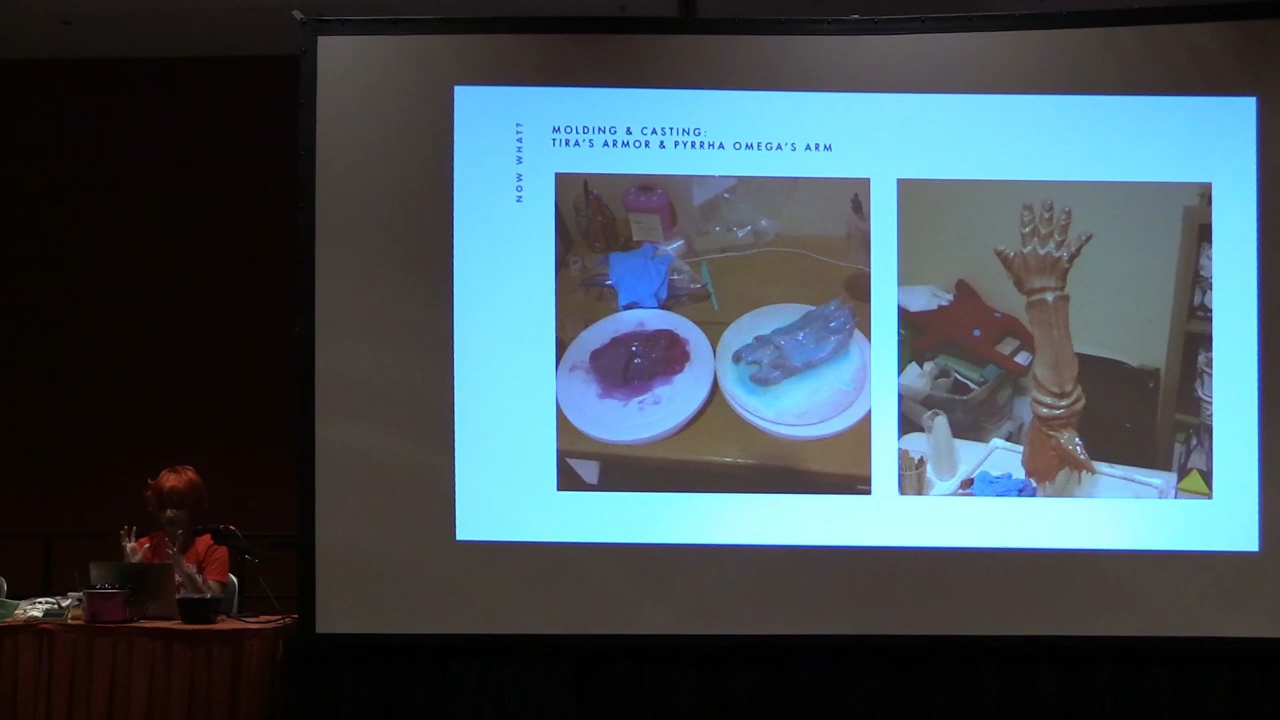 NOW WHAT?
MOLDING & CASTING:
TIRA'S ARMOR & PYRRHA OMEGA'S ARM